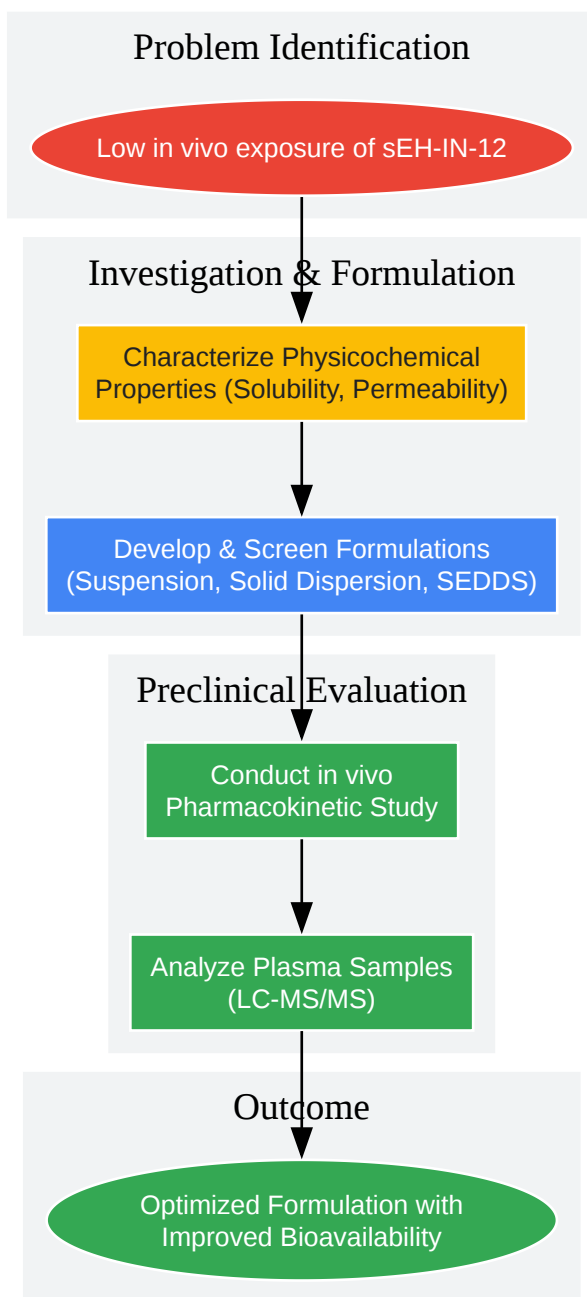 Problem Identification
Low in vivo exposure of sEH-IN-12
Investigation & Formulation
Characterize Physicochemical
Properties (Solubility, Permeability)
Develop & Screen Formulations
(Suspension, Solid Dispersion, SEDDS)
Preclinical Evaluation
Conduct in vivo
Pharmacokinetic Study
Analyze Plasma Samples
(LC-MS/MS)
Outcome
Optimized Formulation with
Improved Bioavailability